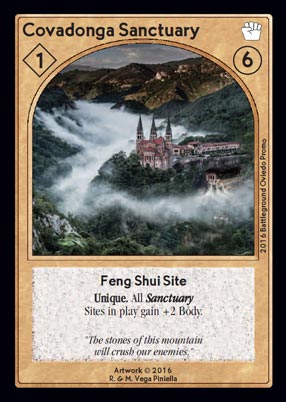 Covadonga Sanctuary
1
6
2016 Battleground Oviedo Promo
Feng Shui Site
Unique. All Sanctuary
Sites in play gain +2 Body.
"The stones of this mountain
will crush our enemies."
Artwork © 2016
R. & M. Vega Piniella